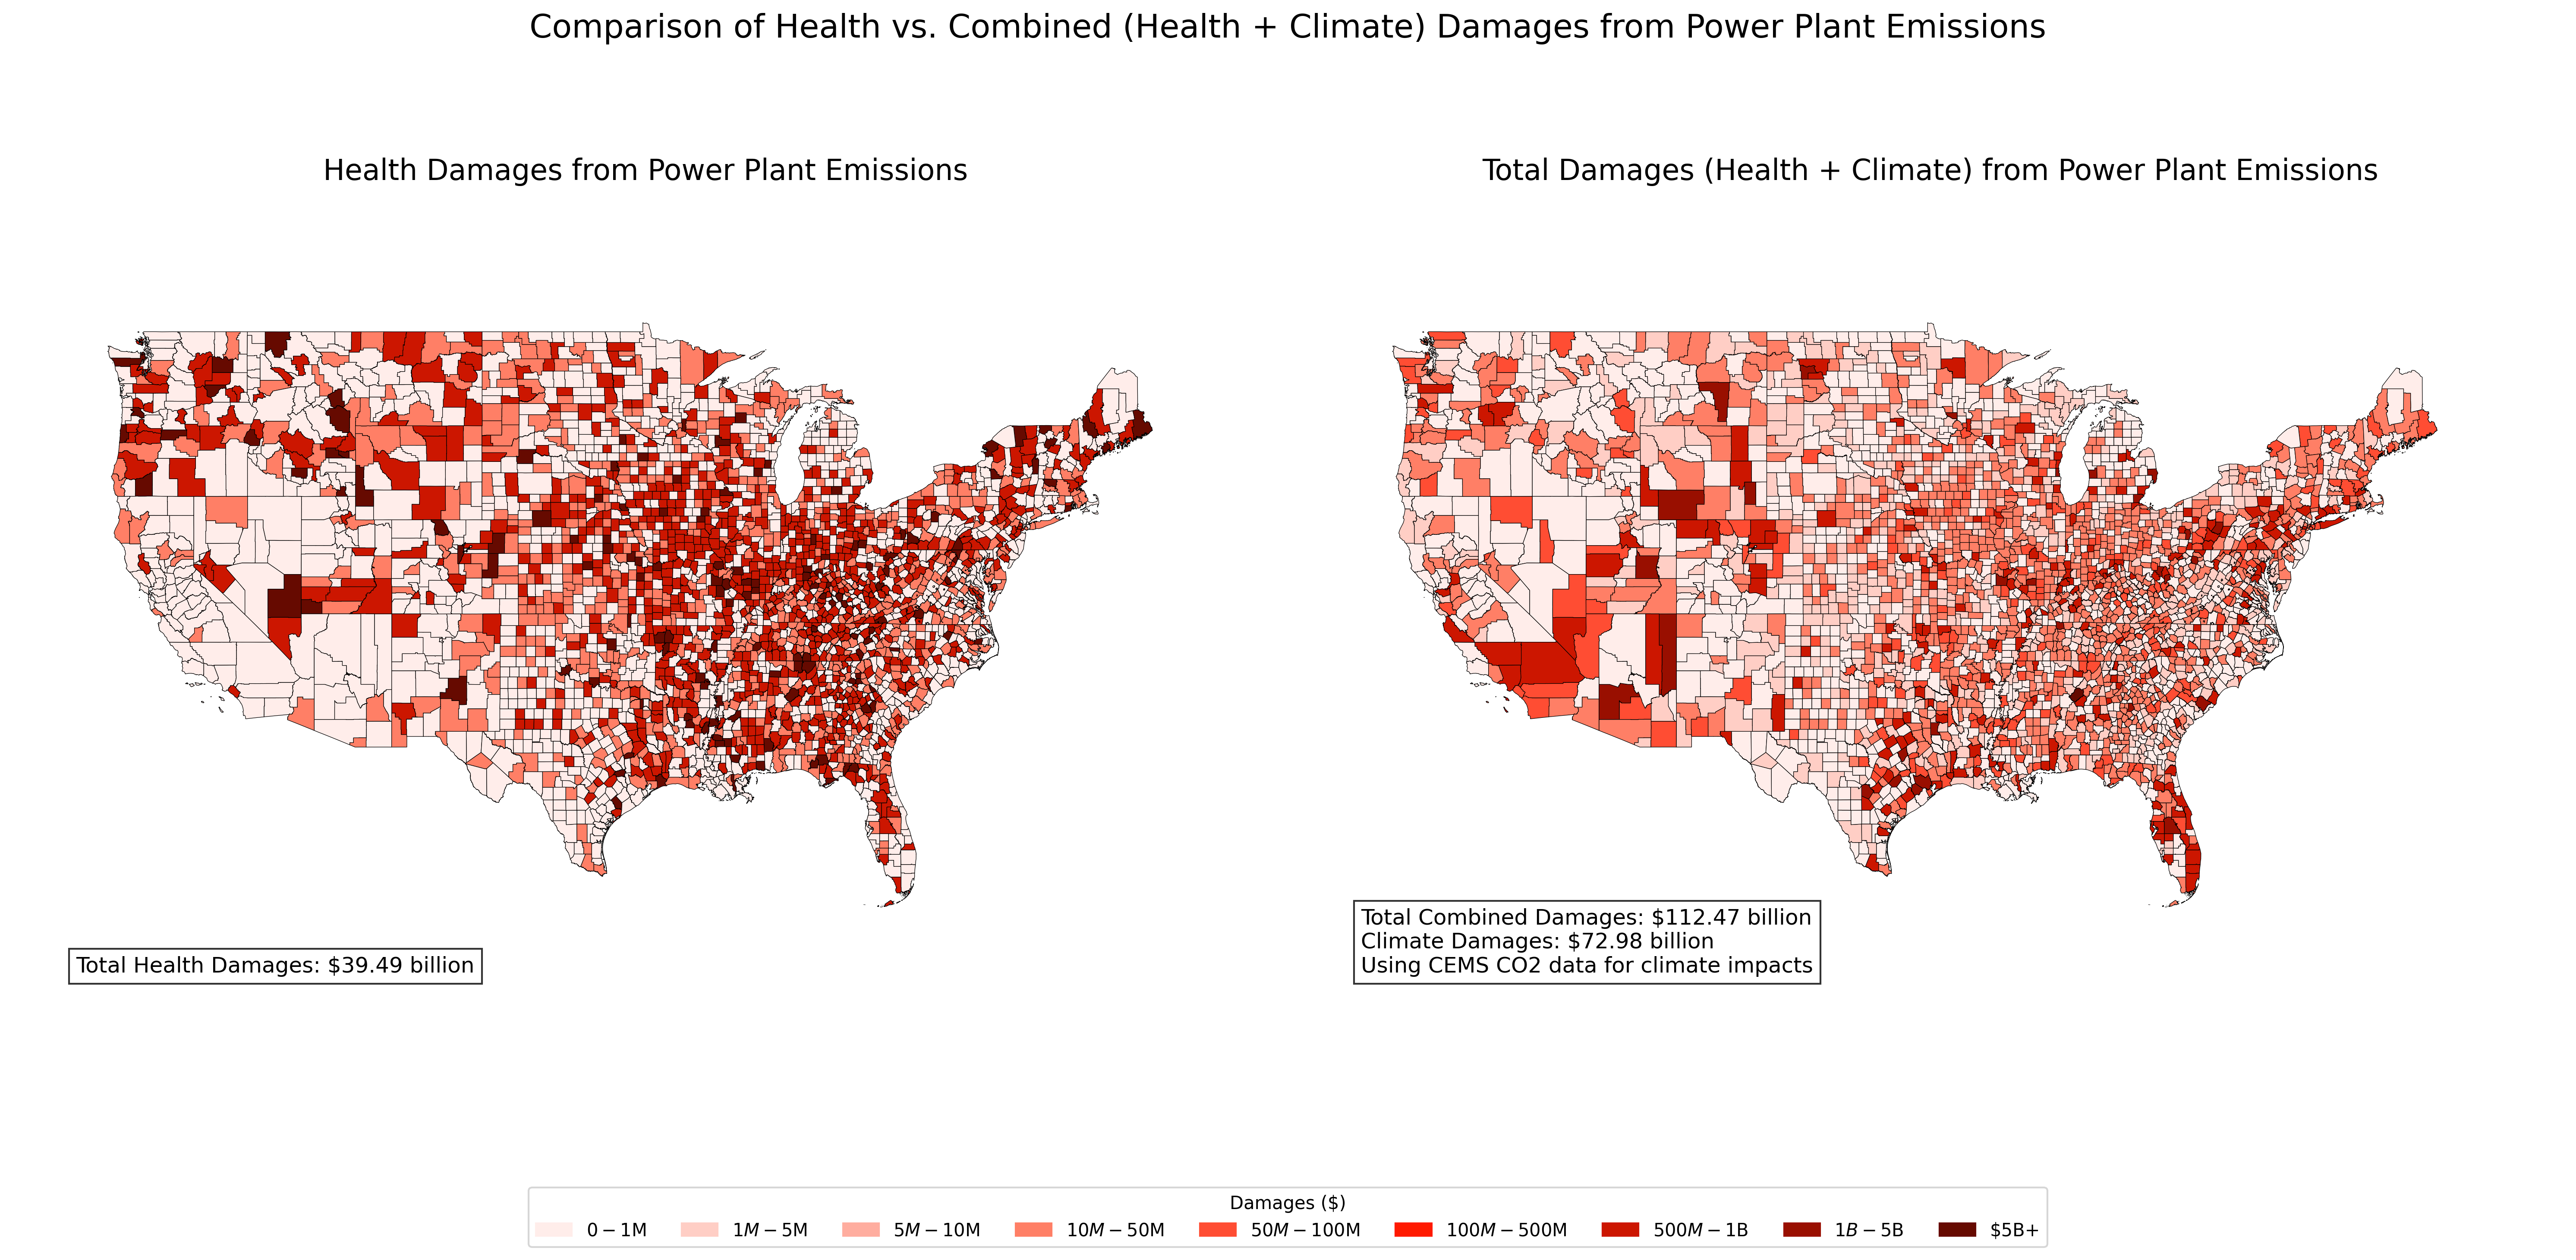 Comparison of Health vs. Combined (Health + Climate) Damages from Power Plant Emissions
Health Damages from Power Plant Emissions
Total Damages (Health + Climate) from Power Plant Emissions
Total Health Damages: $39.49 billion
Total Combined Damages: $112.47 billion
Climate Damages: $72.98 billion
Using CEMS CO2 data for climate impacts
Damages ($)
0 − 1M
1M − 5M
5M − 10M
10M − 50M
50M − 100M
100M − 500M
500M − 1B
1B − 5B
$5B+